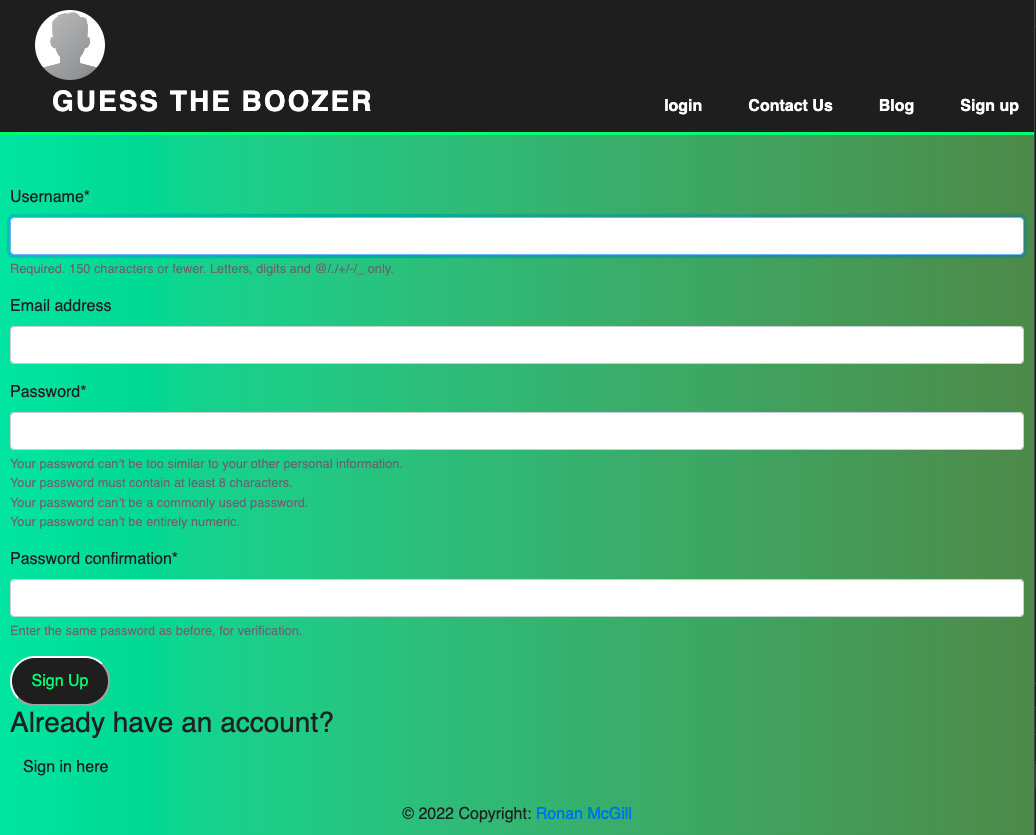 GUESS THE BOOZER
login Contact Us Blog Sign up
Username*
Required. 150 characters or fewer. Letters, digits and @/./+/-/_ only.
Email address
Password*
Your password can't be too similar to your other personal information.
Your password must contain at least 8 characters.
Your password can't be a commonly used password.
Your password can't be entirely numeric.
Password confirmation*
Enter the same password as before, for verification.
Sign Up
Already have an account?
Sign in here
© 2022 Copyright: Ronan McGill